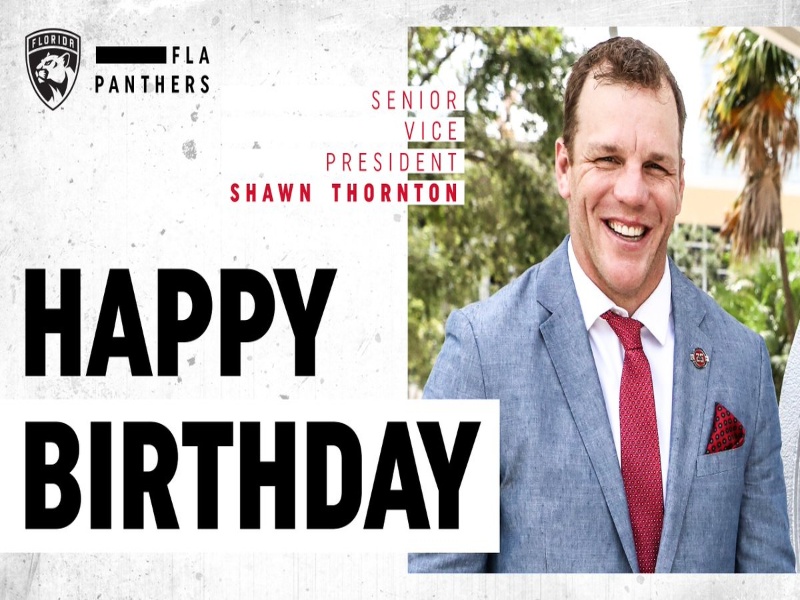 FLORIDA
FLA
PANTHERS
SENIOR
VICE
PRESIDENT
SHAWN THORNTON
HAPPY
BIRTHDAY